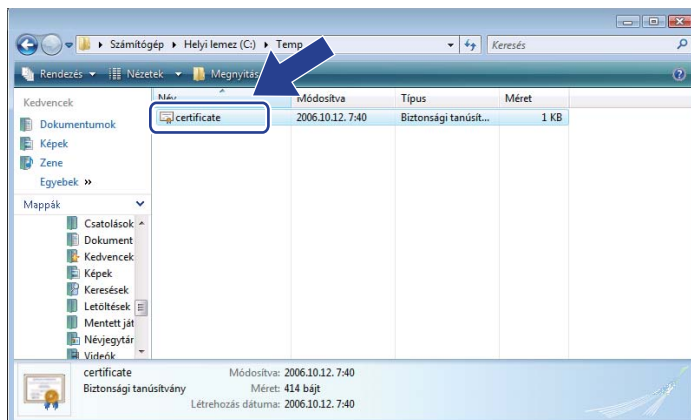 Számítógép Helyi lemez (C:) Temp Keresés
Rendezés Nézetek Megnyitás
Kedvencek
Dokumentumok
Képek
Zene
Egyebek »
Mappák
Csatolások
Dokument
Kedvencek
Képek
Keresések
Letöltések
Mentett ját
Névjegytár
Videók
Név Módosítva Típus Méret
certificate 2006.10.12. 7:40 Biztonsági tanúsít... 1 KB
certificate Módosítva: 2006.10.12. 7:40
Biztonsági tanúsítvány Méret: 414 bájt
Létrehozás dátuma: 2006.10.12. 7:40